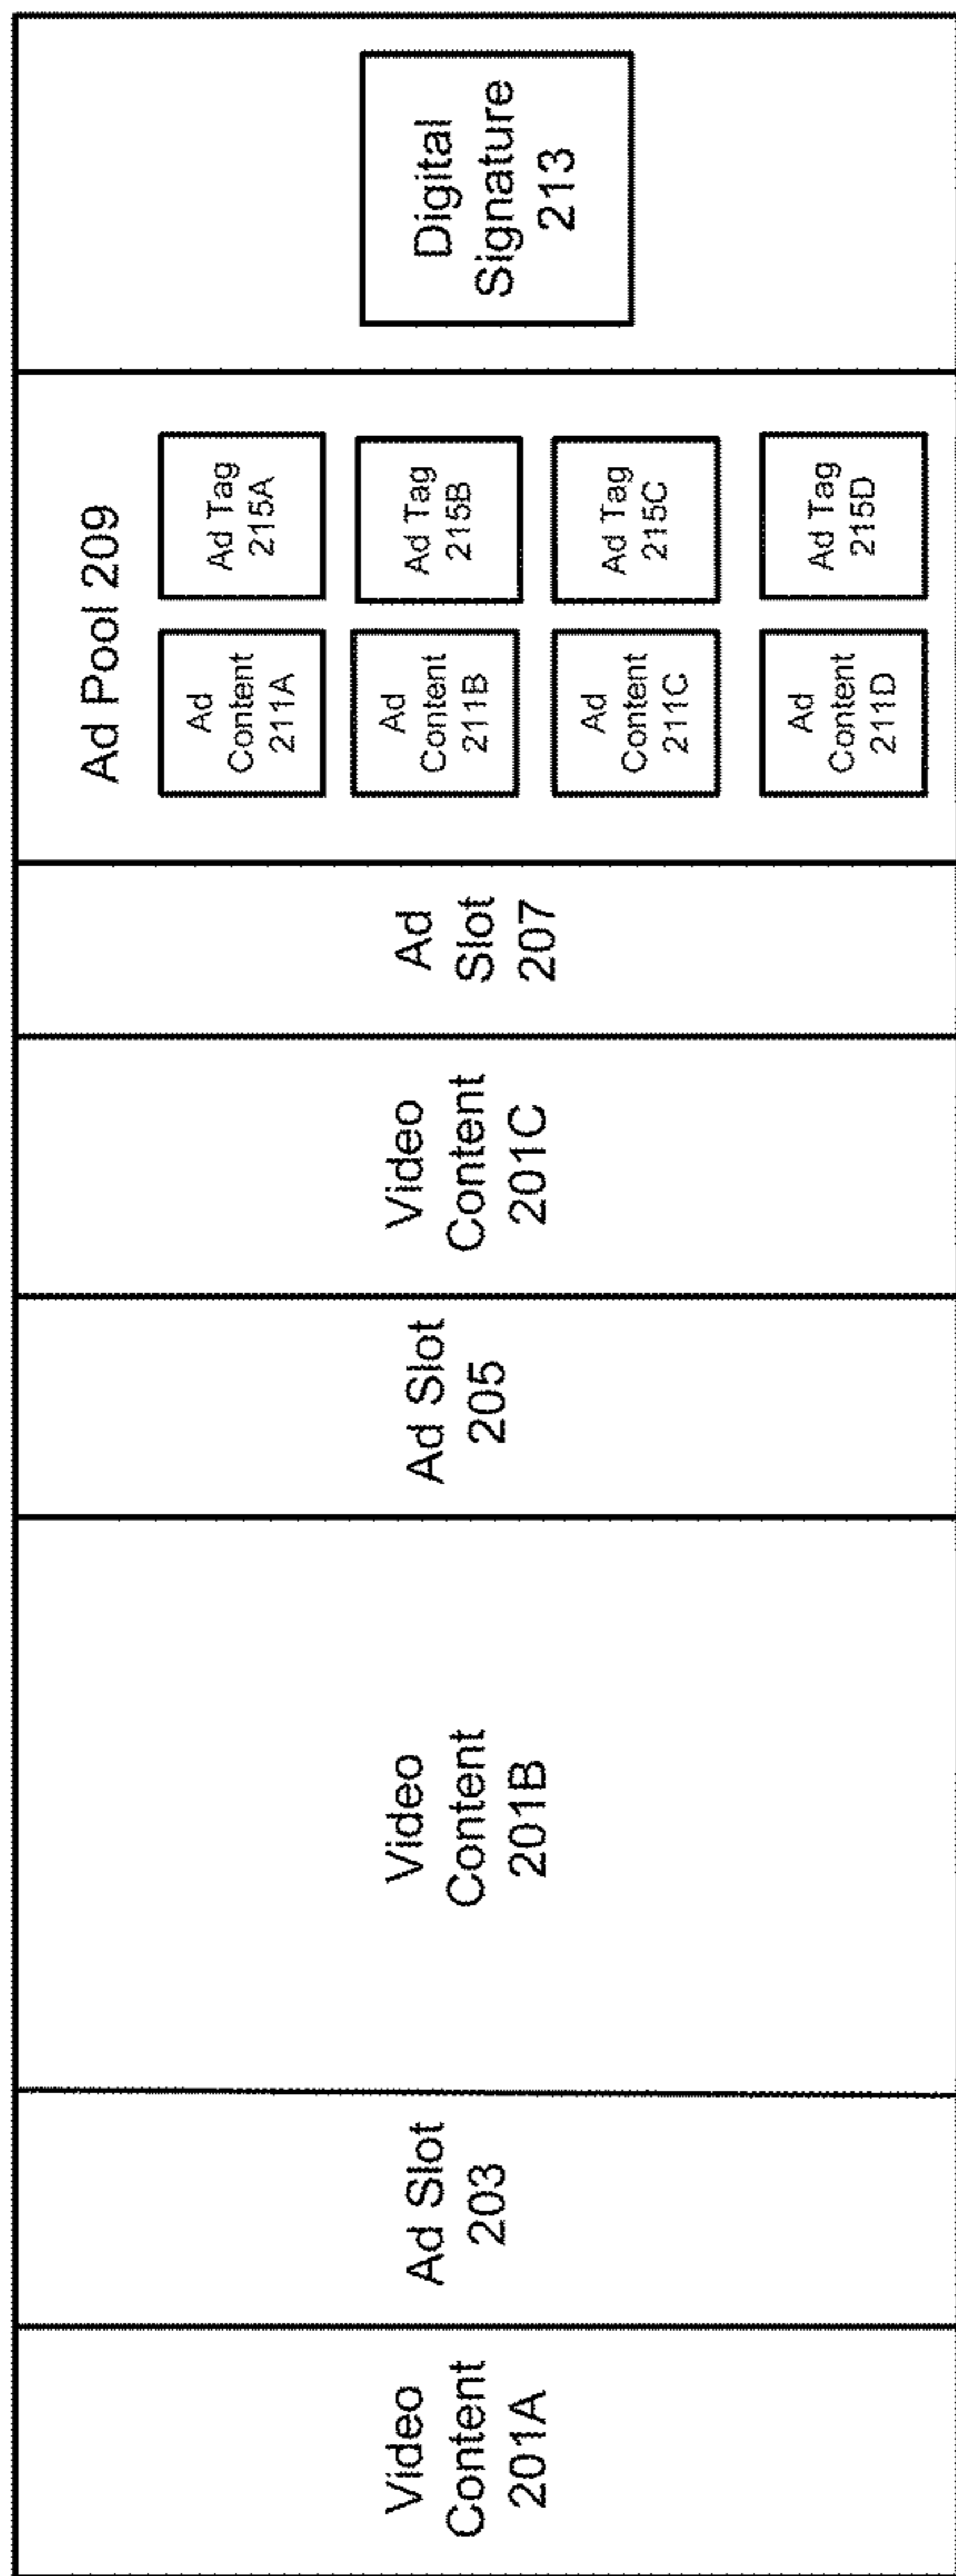 Video
Content
201A
Ad Slot
203
Video
Content
201B
Ad Slot
205
Video
Content
201C
Ad
Slot
207
Ad Pool 209
Ad
Content
211A
Ad Tag
215A
Ad
Content
211B
Ad Tag
215B
Ad
Content
211C
Ad Tag
215C
Ad
Content
211D
Ad Tag
215D
Digital
Signature
213